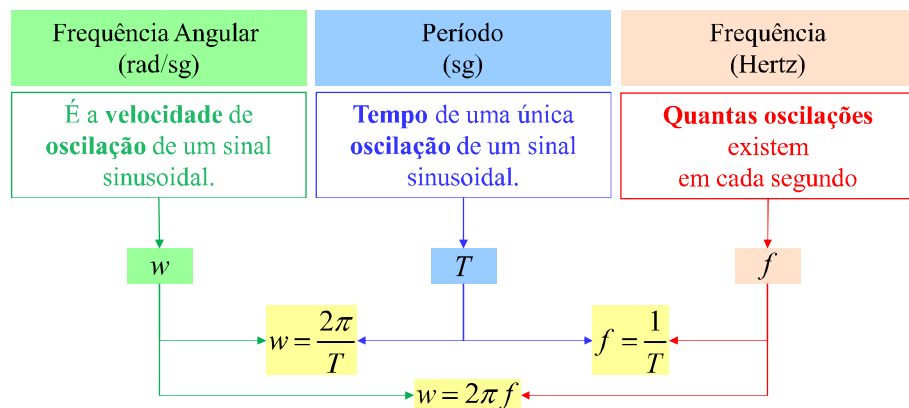 Frequência Angular
(rad/sg)
Período
(sg)
Frequência
(Hertz)
É a velocidade de
oscilação de um sinal
sinusoidal.
Tempo de uma única
oscilação de um sinal
sinusoidal.
Quantas oscilações
existem
em cada segundo
w
T
f
w = 2π/T
f = 1/T
w = 2πf